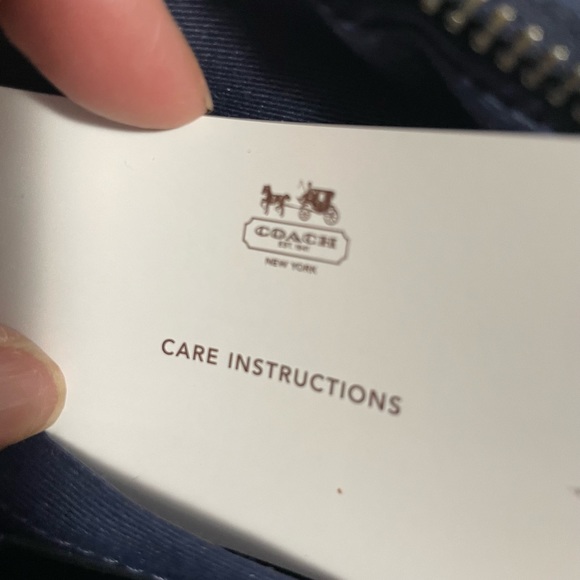 COACH
EST. 1941
NEW YORK
CARE INSTRUCTIONS